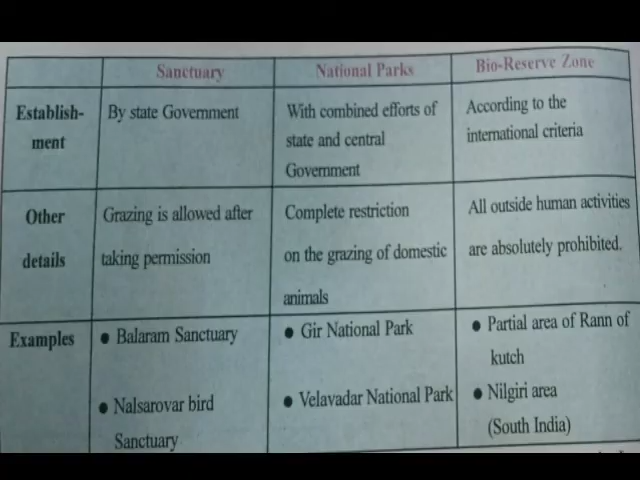 Sanctuary
National Parks
Bio-Reserve Zone
Establish-
ment
By state Government
With combined efforts of
state and central
Government
According to the
international criteria
Other
details
Grazing is allowed after
taking permission
Complete restriction
on the grazing of domestic
animals
All outside human activities
are absolutely prohibited.
Examples
● Balaram Sanctuary
● Nalsarovar bird
Sanctuary
● Gir National Park
● Velavadar National Park
● Partial area of Rann of
kutch
● Nilgiri area
(South India)